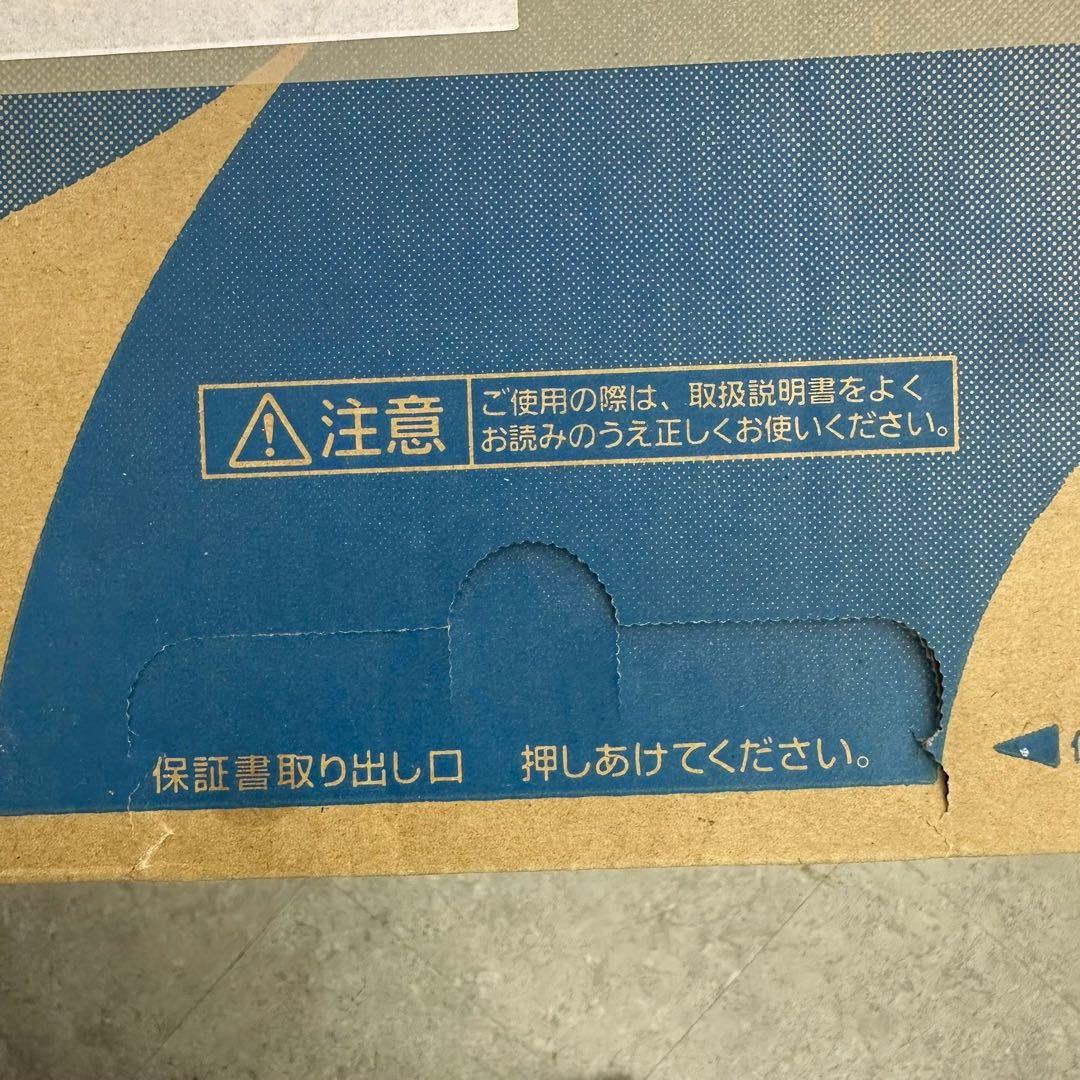 注意
ご使用の際は、取扱説明書をよく
お読みのうえ正しくお使いください。
保証書取り出し口 押しあけてください。